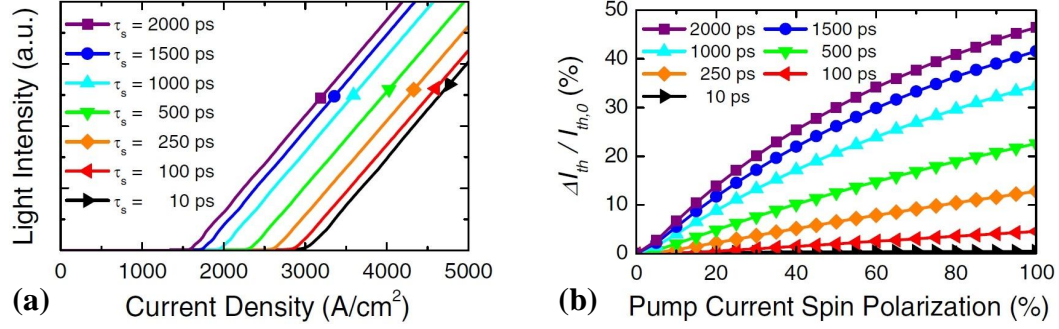 Light Intensity (a.u.)
τs = 2000 ps
τs = 1500 ps
τs = 1000 ps
τs = 500 ps
τs = 250 ps
τs = 100 ps
τs = 10 ps
0 1000 2000 3000 4000 5000
Current Density (A/cm²)
(a)
ΔIth / Ith,0 (%)
50
40
30
20
10
0
2000 ps 1500 ps
1000 ps 500 ps
250 ps 100 ps
10 ps
0 20 40 60 80 100
Pump Current Spin Polarization (%)
(b)